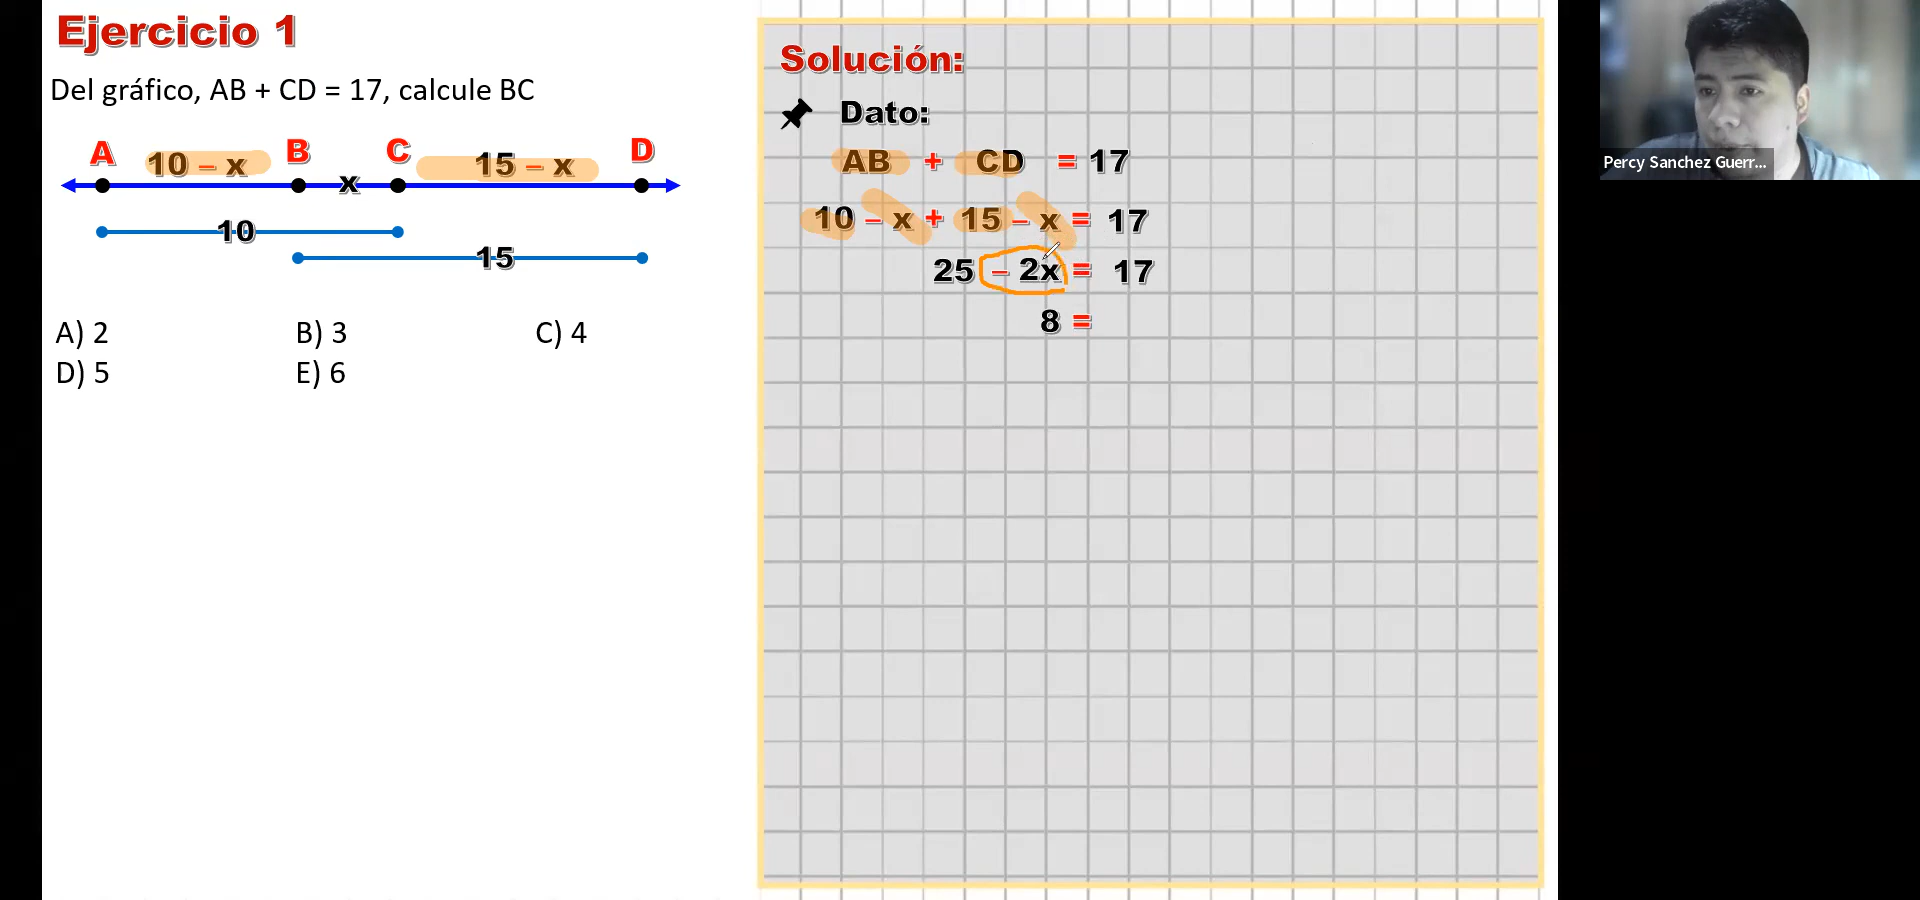 Ejercicio 1
Del gráfico, AB + CD = 17, calcule BC
A 10 – x B C 15 – x D
x
10
15
A) 2 B) 3 C) 4
D) 5 E) 6
Solución:
Dato:
AB + CD = 17
10 – x + 15 – x = 17
25 – 2x = 17
8 =
Percy Sanchez Guerr...